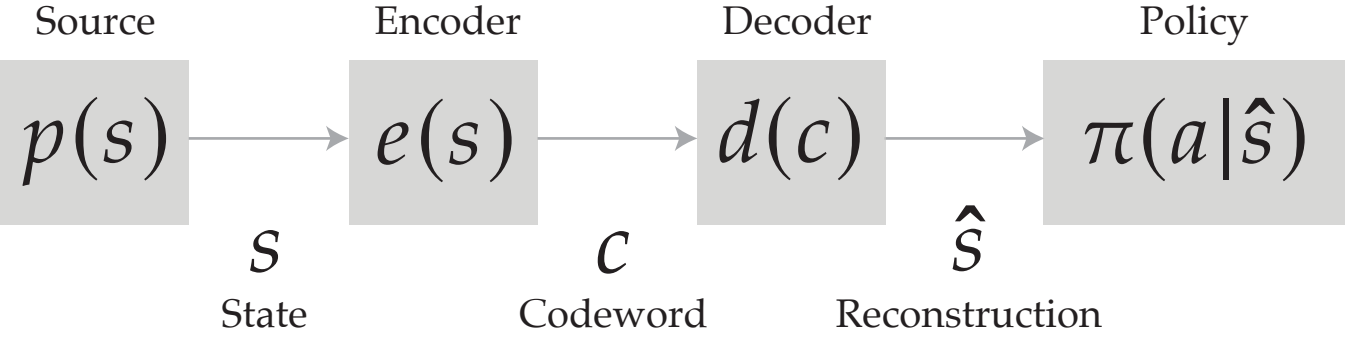 Source Encoder Decoder Policy
p(s) e(s) d(c) π(a|ŝ)
s c ŝ
State Codeword Reconstruction